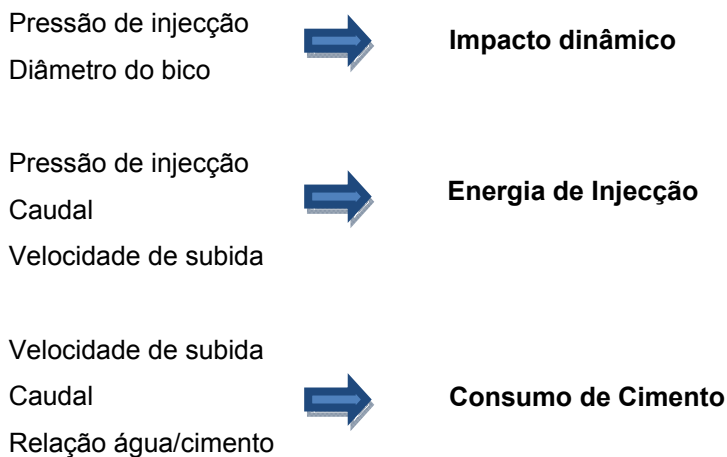 Pressão de injecção
Diâmetro do bico
Impacto dinâmico
Pressão de injecção
Caudal
Velocidade de subida
Energia de Injecção
Velocidade de subida
Caudal
Relação água/cimento
Consumo de Cimento